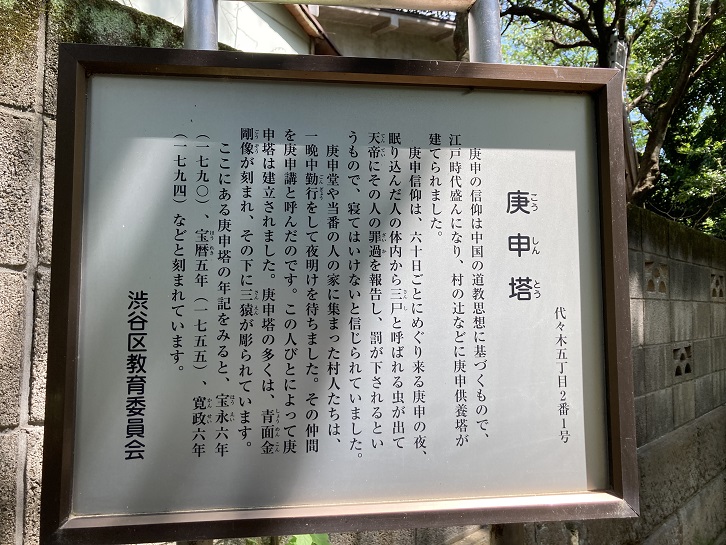 代々木五丁目2番1号
こうしんとう
庚申塔
庚申の信仰は中国の道教思想に基づくもので、
江戸時代盛んになり、村の辻などに庚申供養塔が
建てられました。
庚申信仰は、六十日ごとにめぐり来る庚申の夜、
眠り込んだ人の体内から三戸と呼ばれる虫が出て
天帝にその人の罪過を報告し、罰が下されるとい
うもので、寝てはいけないと信じられていました。
庚申堂や当番の人の家に集まった村人たちは、
一晩中勤行をして夜明けを待ちました。その仲間
を庚申講と呼んだのです。この人びとによって庚
申塔は建立されました。庚申塔の多くは、青面金
剛像が刻まれ、その下に三猿が彫られています。
ここにある庚申塔の年記をみると、宝永六年
（一七九〇）、宝暦五年（一七五五）、寛政六年
（一七九四）などと刻まれています。
渋谷区教育委員会